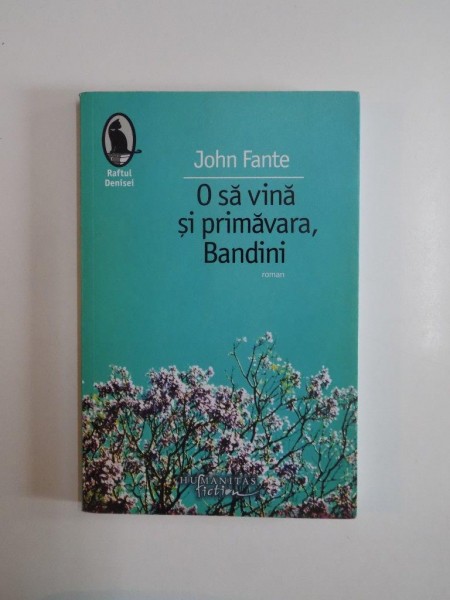 Raftul
Denisei
John Fante
O să vină
și primăvara,
Bandini
roman
HUMANITAS
fiction